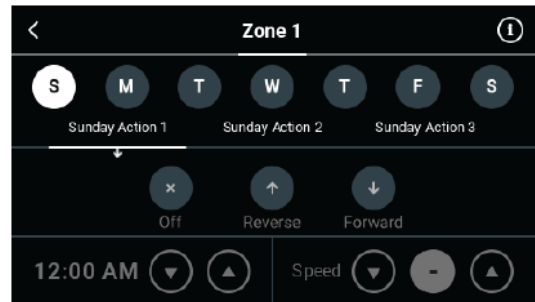 Zone 1
S M T W T F S
Sunday Action 1 Sunday Action 2 Sunday Action 3
Off Reverse Forward
12:00 AM Speed -